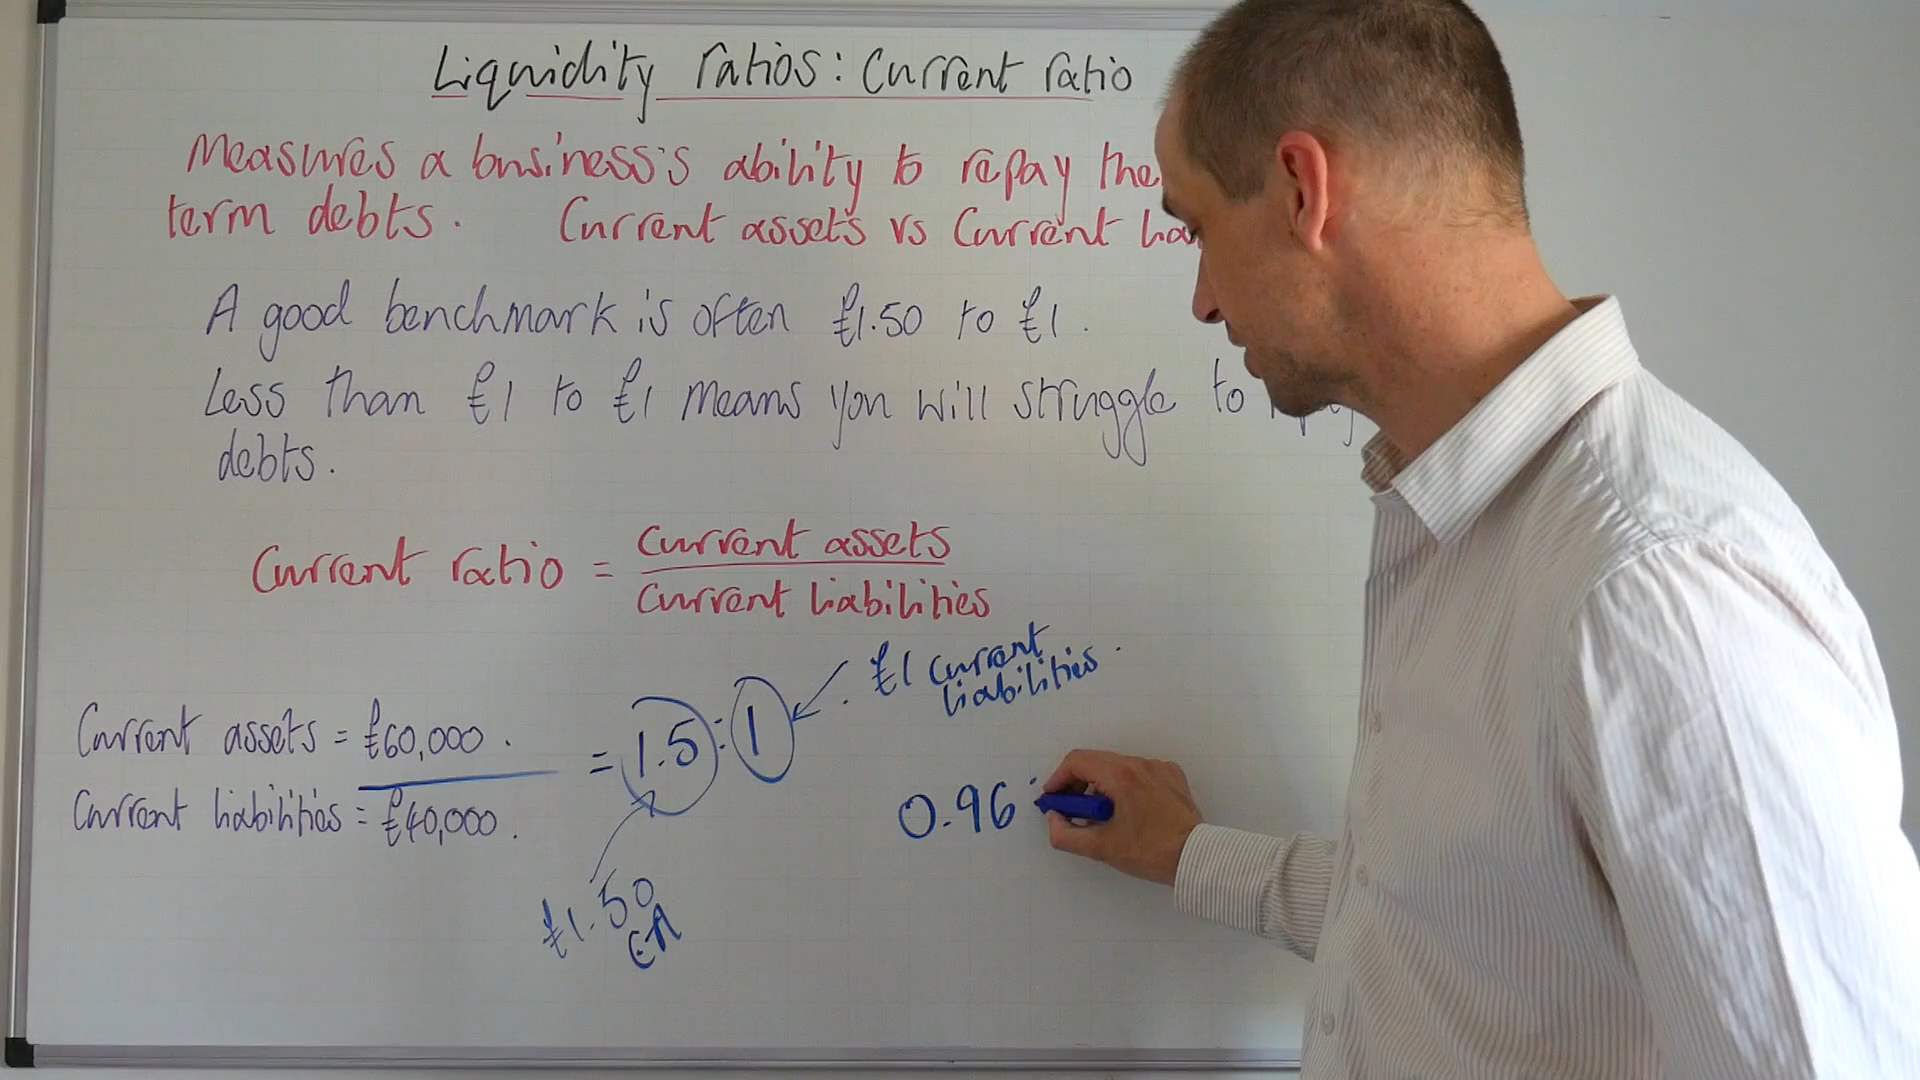 Liquidity ratios: Current ratio
Measures a business's ability to repay
term debts. Current assets vs Current
A good benchmark is often £1.50 to £1.
Less than £1 to £1 means you will struggle to
debts.
Current ratio = Current assets
Current liabilities
£1 Current
liabilities.
Current assets = £60,000.
= 1.5:1
Current liabilities = £40,000.
0.96:
£1.50
CA